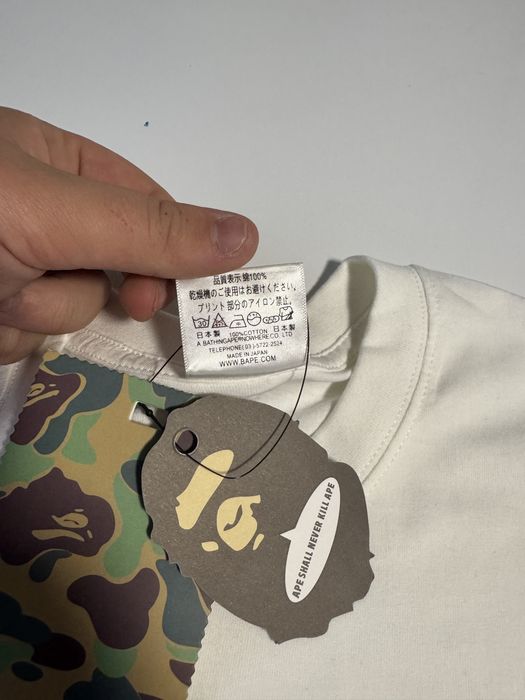 品質表示 綿100%
乾燥機のご使用はお避けください。
プリント部分のアイロン禁止。
日本製 100%COTTON 日本製
A BATHINGAPE®NOWHERE CO. LTD
TELEPHONE(03)-5722-2524
MADE IN JAPAN
WWW.BAPE.COM
APE SHALL NEVER KILL APE